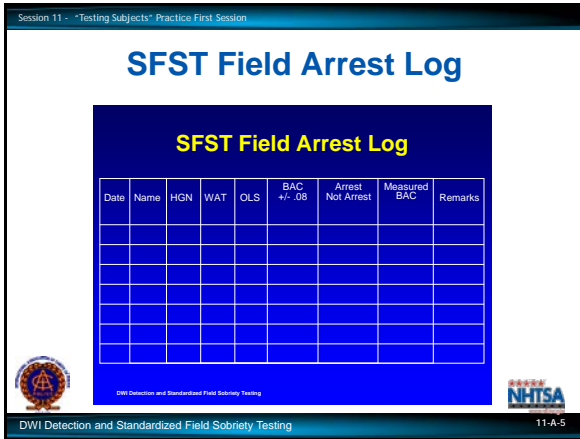 Session 11 - "Testing Subjects" Practice First Session
SFST Field Arrest Log
SFST Field Arrest Log
Date Name HGN WAT OLS BAC +/- .08 Arrest Not Arrest Measured BAC Remarks
DWI Detection and Standardized Field Sobriety Testing
NHTSA
DWI Detection and Standardized Field Sobriety Testing
11-A-5